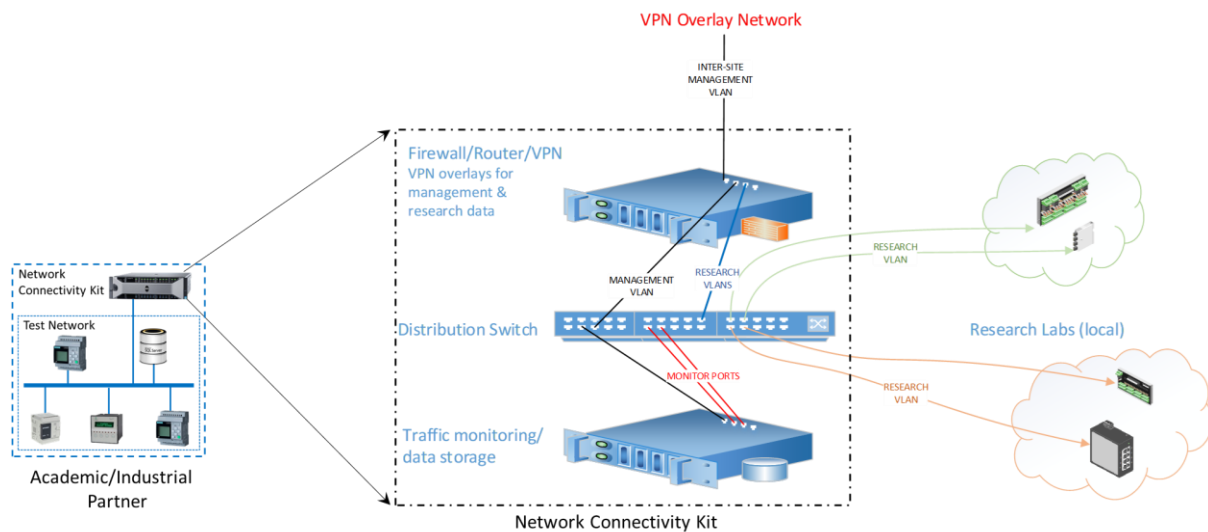 VPN Overlay Network
INTER-SITE
MANAGEMENT
VLAN
Firewall/Router/VPN
VPN overlays for
management &
research data
MANAGEMENT
VLAN
RESEARCH
VLANS
RESEARCH
VLAN
Network
Connectivity Kit
Test Network
Distribution Switch
Research Labs (local)
MONITOR PORTS
RESEARCH
VLAN
Traffic monitoring/
data storage
Academic/Industrial
Partner
Network Connectivity Kit